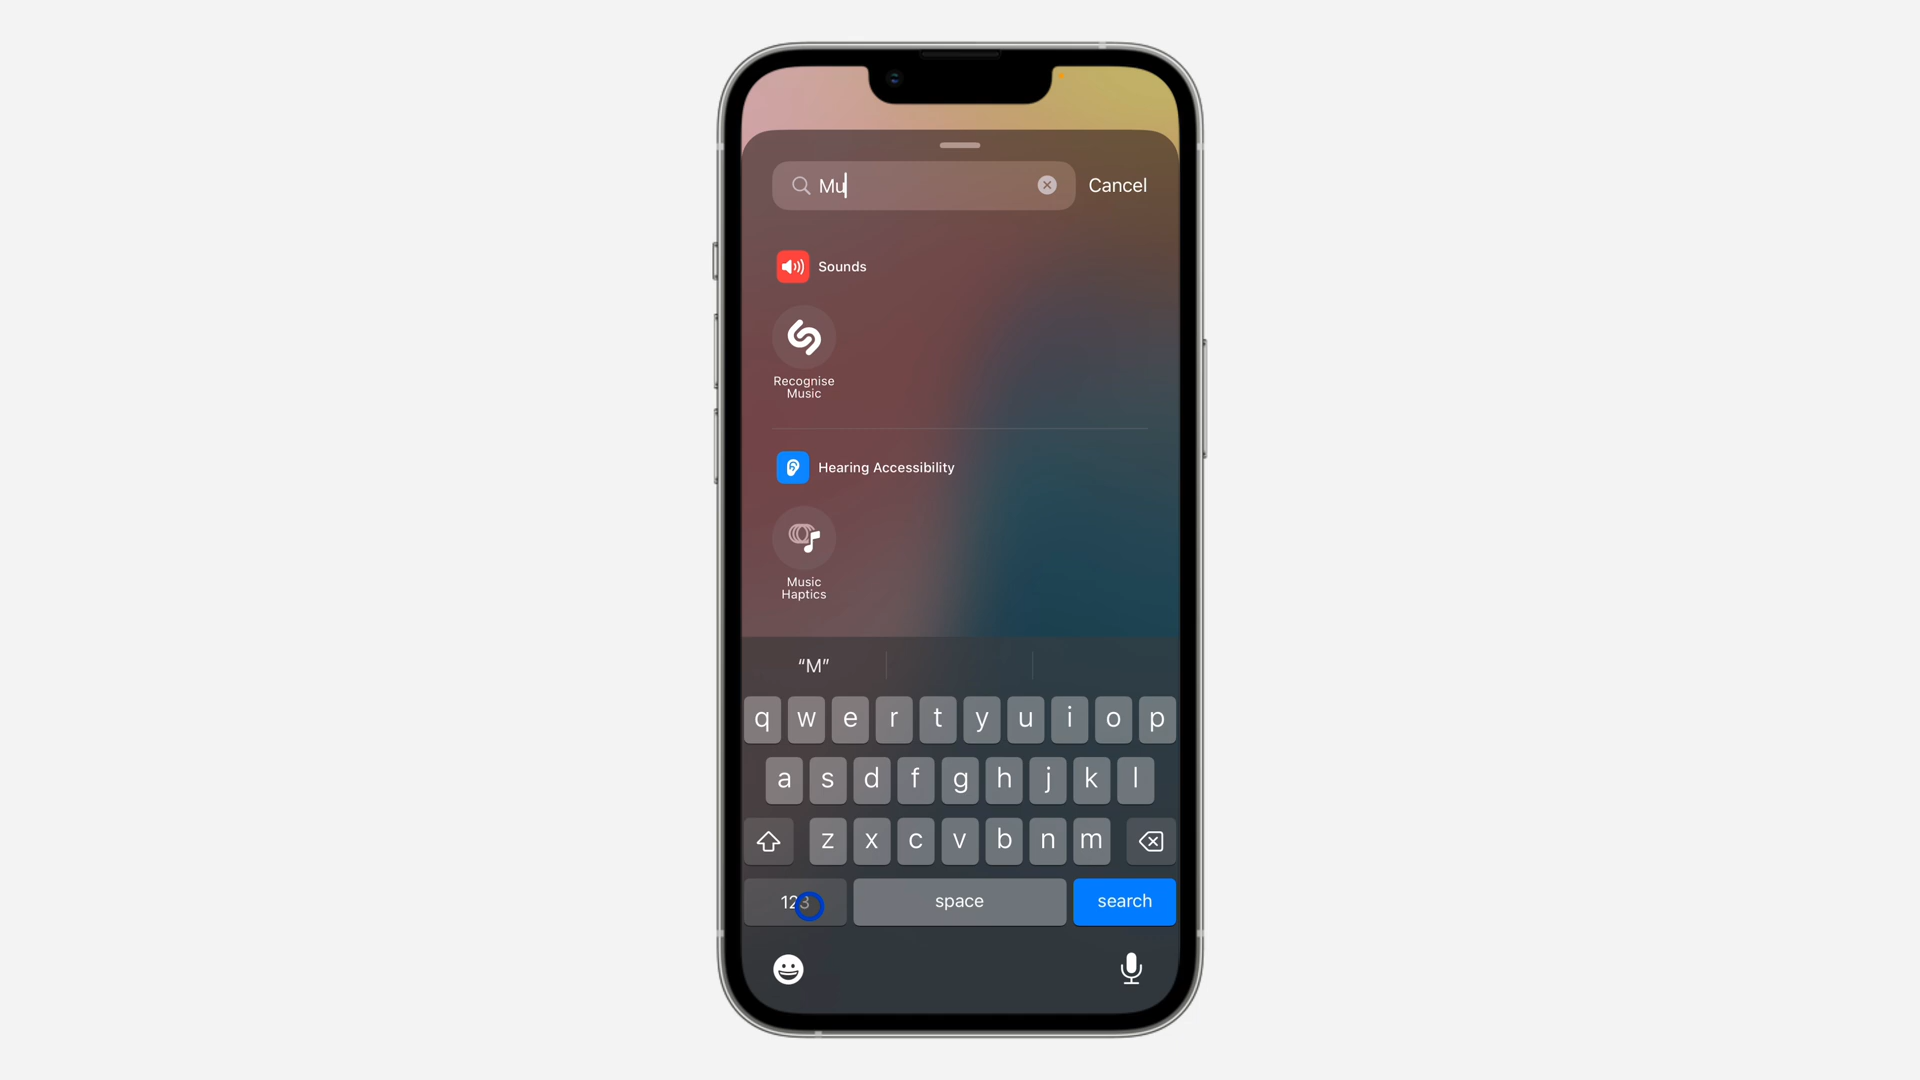 Mu
Cancel
Sounds
Recognise
Music
Hearing Accessibility
Music
Haptics
“M”
q w e r t y u i o p
a s d f g h j k l
z x c v b n m
123
space
search